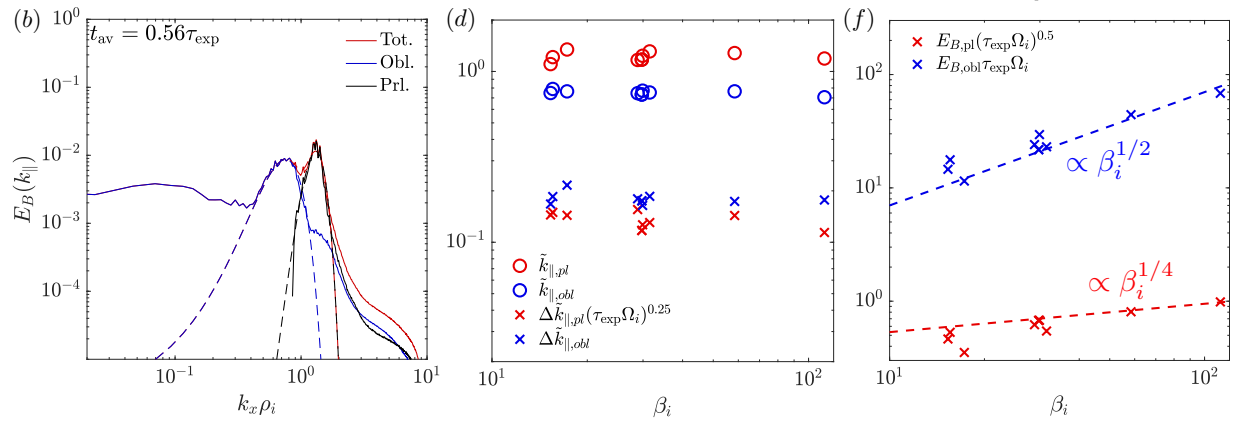 (b)
t_av = 0.56τ_exp
Tot.
Obl.
Prl.
10^0
10^-1
10^-2
10^-3
10^-4
E_B(k_∥)
10^-1
10^0
10^1
k_xρ_i
(d)
10^0
10^-1
k̃_∥,pl
k̃_∥,obl
Δk̃_∥,pl(τ_expΩ_i)^0.25
Δk̃_∥,obl
10^1
10^2
β_i
(f)
E_B,pl(τ_expΩ_i)^0.5
E_B,obl τ_expΩ_i
10^2
10^1
10^0
∝ β_i^1/2
∝ β_i^1/4
10^1
10^2
β_i